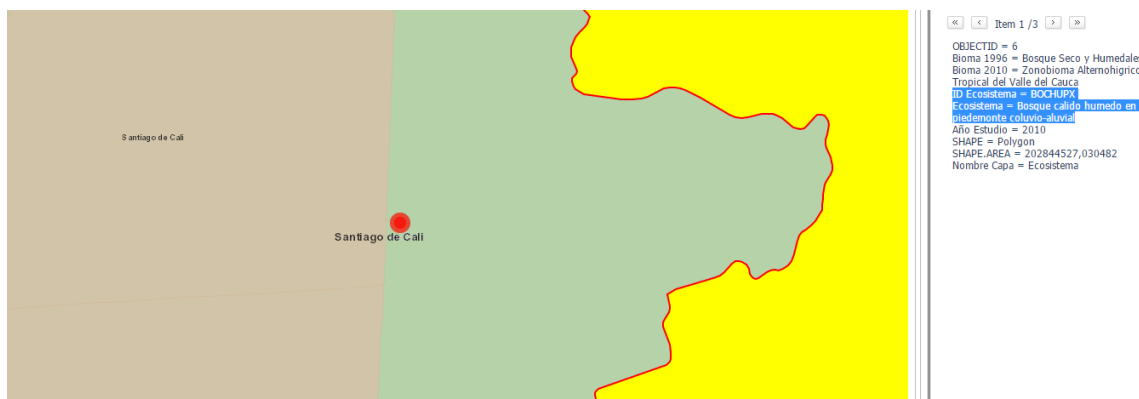 Santiago de Cali
Santiago de Cali
« ‹ Item 1 /3 › »
OBJECTID = 6
Bioma 1996 = Bosque Seco y Humedales
Bioma 2010 = Zonobioma Alternohigrico
Tropical del Valle del Cauca
ID Ecosistema = BOCHUPX
Ecosistema = Bosque calido humedo en
piedemonte coluvio-aluvial
Año Estudio = 2010
SHAPE = Polygon
SHAPE.AREA = 202844527,030482
Nombre Capa = Ecosistema